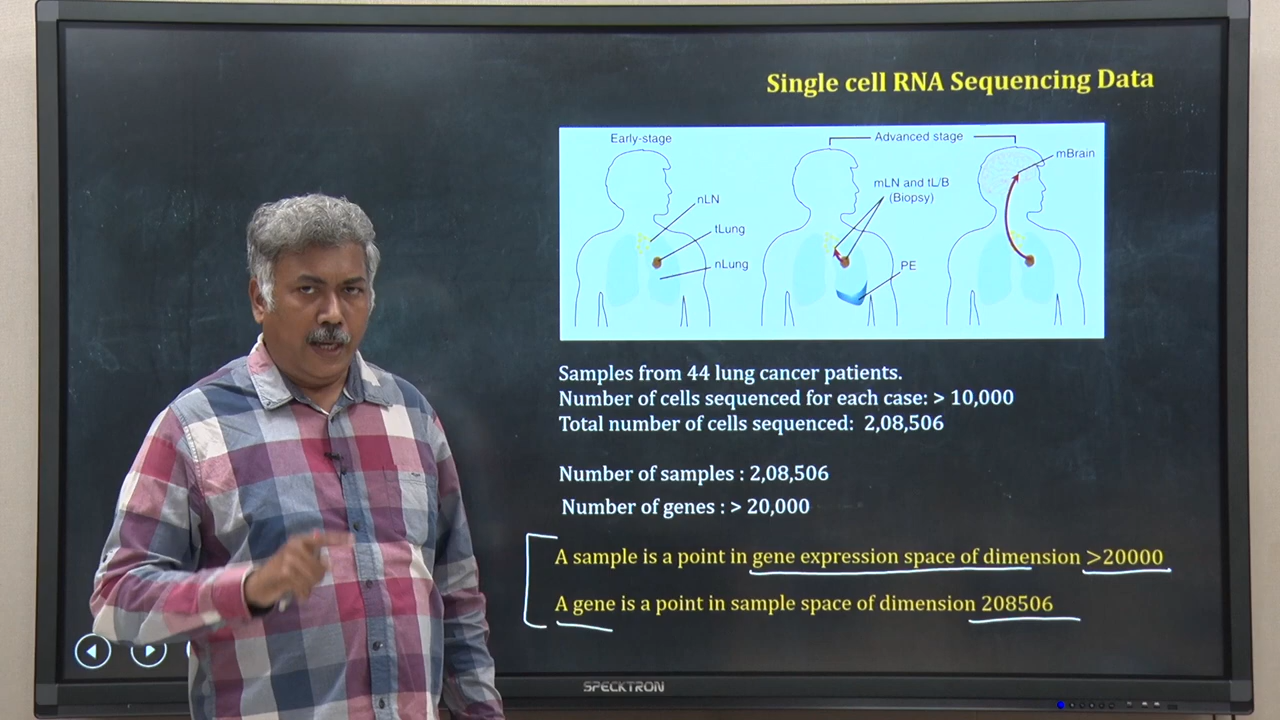 Single cell RNA Sequencing Data
Early-stage
Advanced stage
mBrain
mLN and tL/B
(Biopsy)
nLN
tLung
nLung
PE
Samples from 44 lung cancer patients.
Number of cells sequenced for each case: > 10,000
Total number of cells sequenced: 2,08,506
Number of samples : 2,08,506
Number of genes : > 20,000
A sample is a point in gene expression space of dimension >20000
A gene is a point in sample space of dimension 208506
SPECKTRON